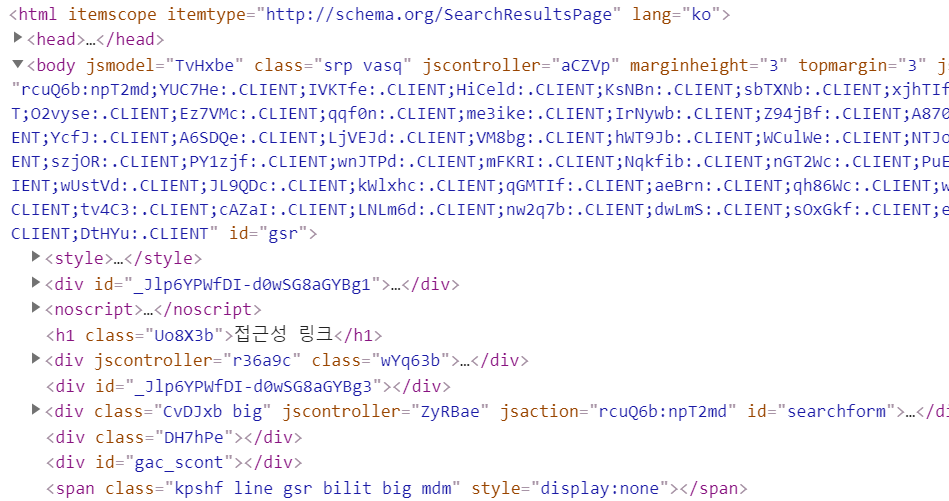 <html itemscope itemtype="http://schema.org/SearchResultsPage" lang="ko">
<head>…</head>
<body jsmodel="TvHxbe" class="srp vasq" jscontroller="aCZVp" marginheight="3" topmargin="3" j
"rcuQ6b:npT2md;YUC7He:.CLIENT;IVKTfe:.CLIENT;HiCeld:.CLIENT;KsNBn:.CLIENT;sbTXNb:.CLIENT;xjhTIf
T;O2vyse:.CLIENT;Ez7VMc:.CLIENT;qqf0n:.CLIENT;me3ike:.CLIENT;IrNywb:.CLIENT;Z94jBf:.CLIENT;A870
ENT;YcfJ:.CLIENT;A6SDQe:.CLIENT;LjVEJd:.CLIENT;VM8bg:.CLIENT;hWT9Jb:.CLIENT;WCulWe:.CLIENT;NTJo
ENT;szjOR:.CLIENT;PY1zjf:.CLIENT;wnJTPd:.CLIENT;mFKRI:.CLIENT;Nqkfib:.CLIENT;nGT2Wc:.CLIENT;PuE
IENT;wUstVd:.CLIENT;JL9QDc:.CLIENT;kWlxhc:.CLIENT;qGMTIf:.CLIENT;aeBrn:.CLIENT;qh86Wc:.CLIENT;w
CLIENT;tv4C3:.CLIENT;cAZaI:.CLIENT;LNLm6d:.CLIENT;nw2q7b:.CLIENT;dwLmS:.CLIENT;sOxGkf:.CLIENT;e
CLIENT;DtHYu:.CLIENT" id="gsr">
<style>…</style>
<div id="_Jlp6YPWfDI-d0wSG8aGYBg1">…</div>
<noscript>…</noscript>
<h1 class="Uo8X3b">접근성 링크</h1>
<div jscontroller="r36a9c" class="wYq63b">…</div>
<div id="_Jlp6YPWfDI-d0wSG8aGYBg3"></div>
<div class="CvDJxb big" jscontroller="ZyRBae" jsaction="rcuQ6b:npT2md" id="searchform">…</di
<div class="DH7hPe"></div>
<div id="gac_scont"></div>
<span class="kpshf line gsr bilit big mdm" style="display:none"></span>